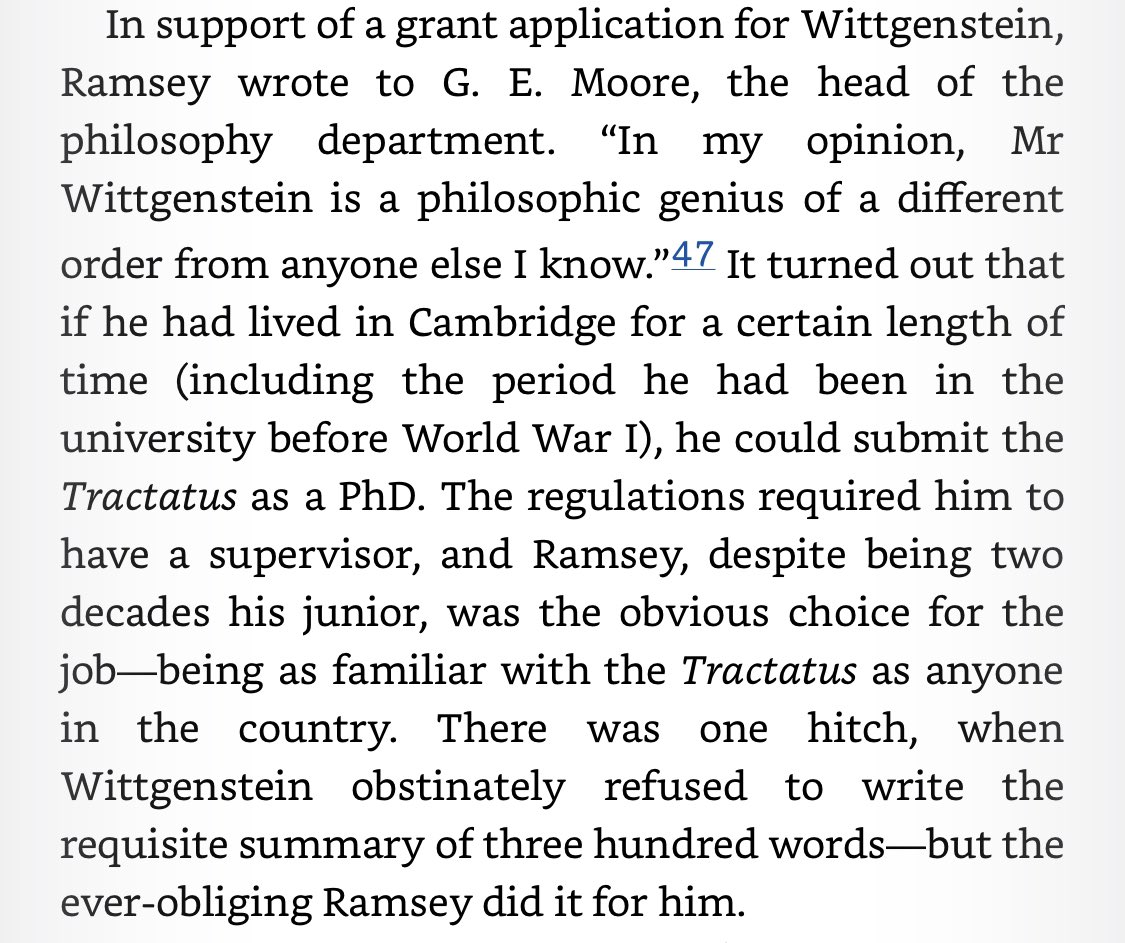 In support of a grant application for Wittgenstein,
Ramsey wrote to G. E. Moore, the head of the
philosophy department. “In my opinion, Mr
Wittgenstein is a philosophic genius of a different
order from anyone else I know.”47 It turned out that
if he had lived in Cambridge for a certain length of
time (including the period he had been in the
university before World War I), he could submit the
Tractatus as a PhD. The regulations required him to
have a supervisor, and Ramsey, despite being two
decades his junior, was the obvious choice for the
job—being as familiar with the Tractatus as anyone
in the country. There was one hitch, when
Wittgenstein obstinately refused to write the
requisite summary of three hundred words—but the
ever-obliging Ramsey did it for him.